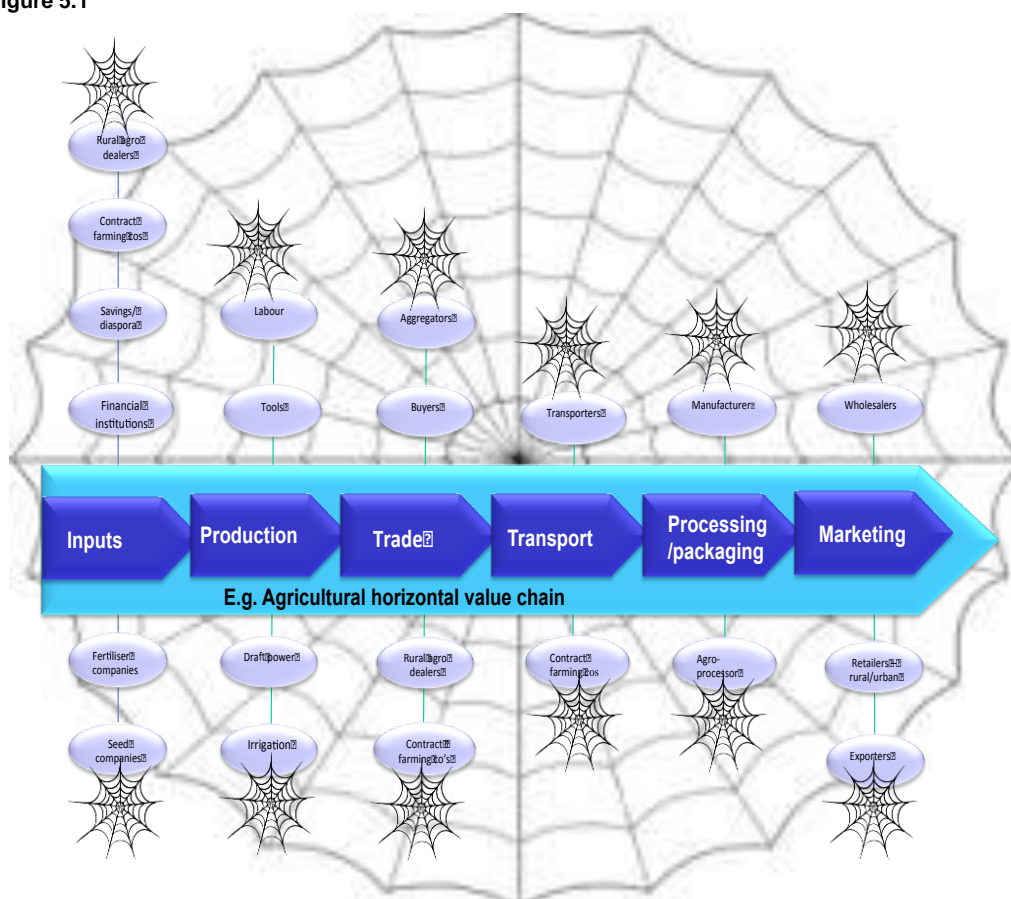 igure 5.1
Rural agro
dealers
Contract
farming cos
Savings/
diaspora
Financial
institutions
Labour
Tools
Aggregators
Buyers
Transporters
Manufacturer
Wholesalers
Inputs
Production
Trade
Transport
Processing
/packaging
Marketing
E.g. Agricultural horizontal value chain
Fertiliser
companies
Seed
companies
Draft power
Irrigation
Rural agro
dealers
Contract
farming co's
Contract
farming cos
Agro-
processor
Retailers –
rural/urban
Exporters